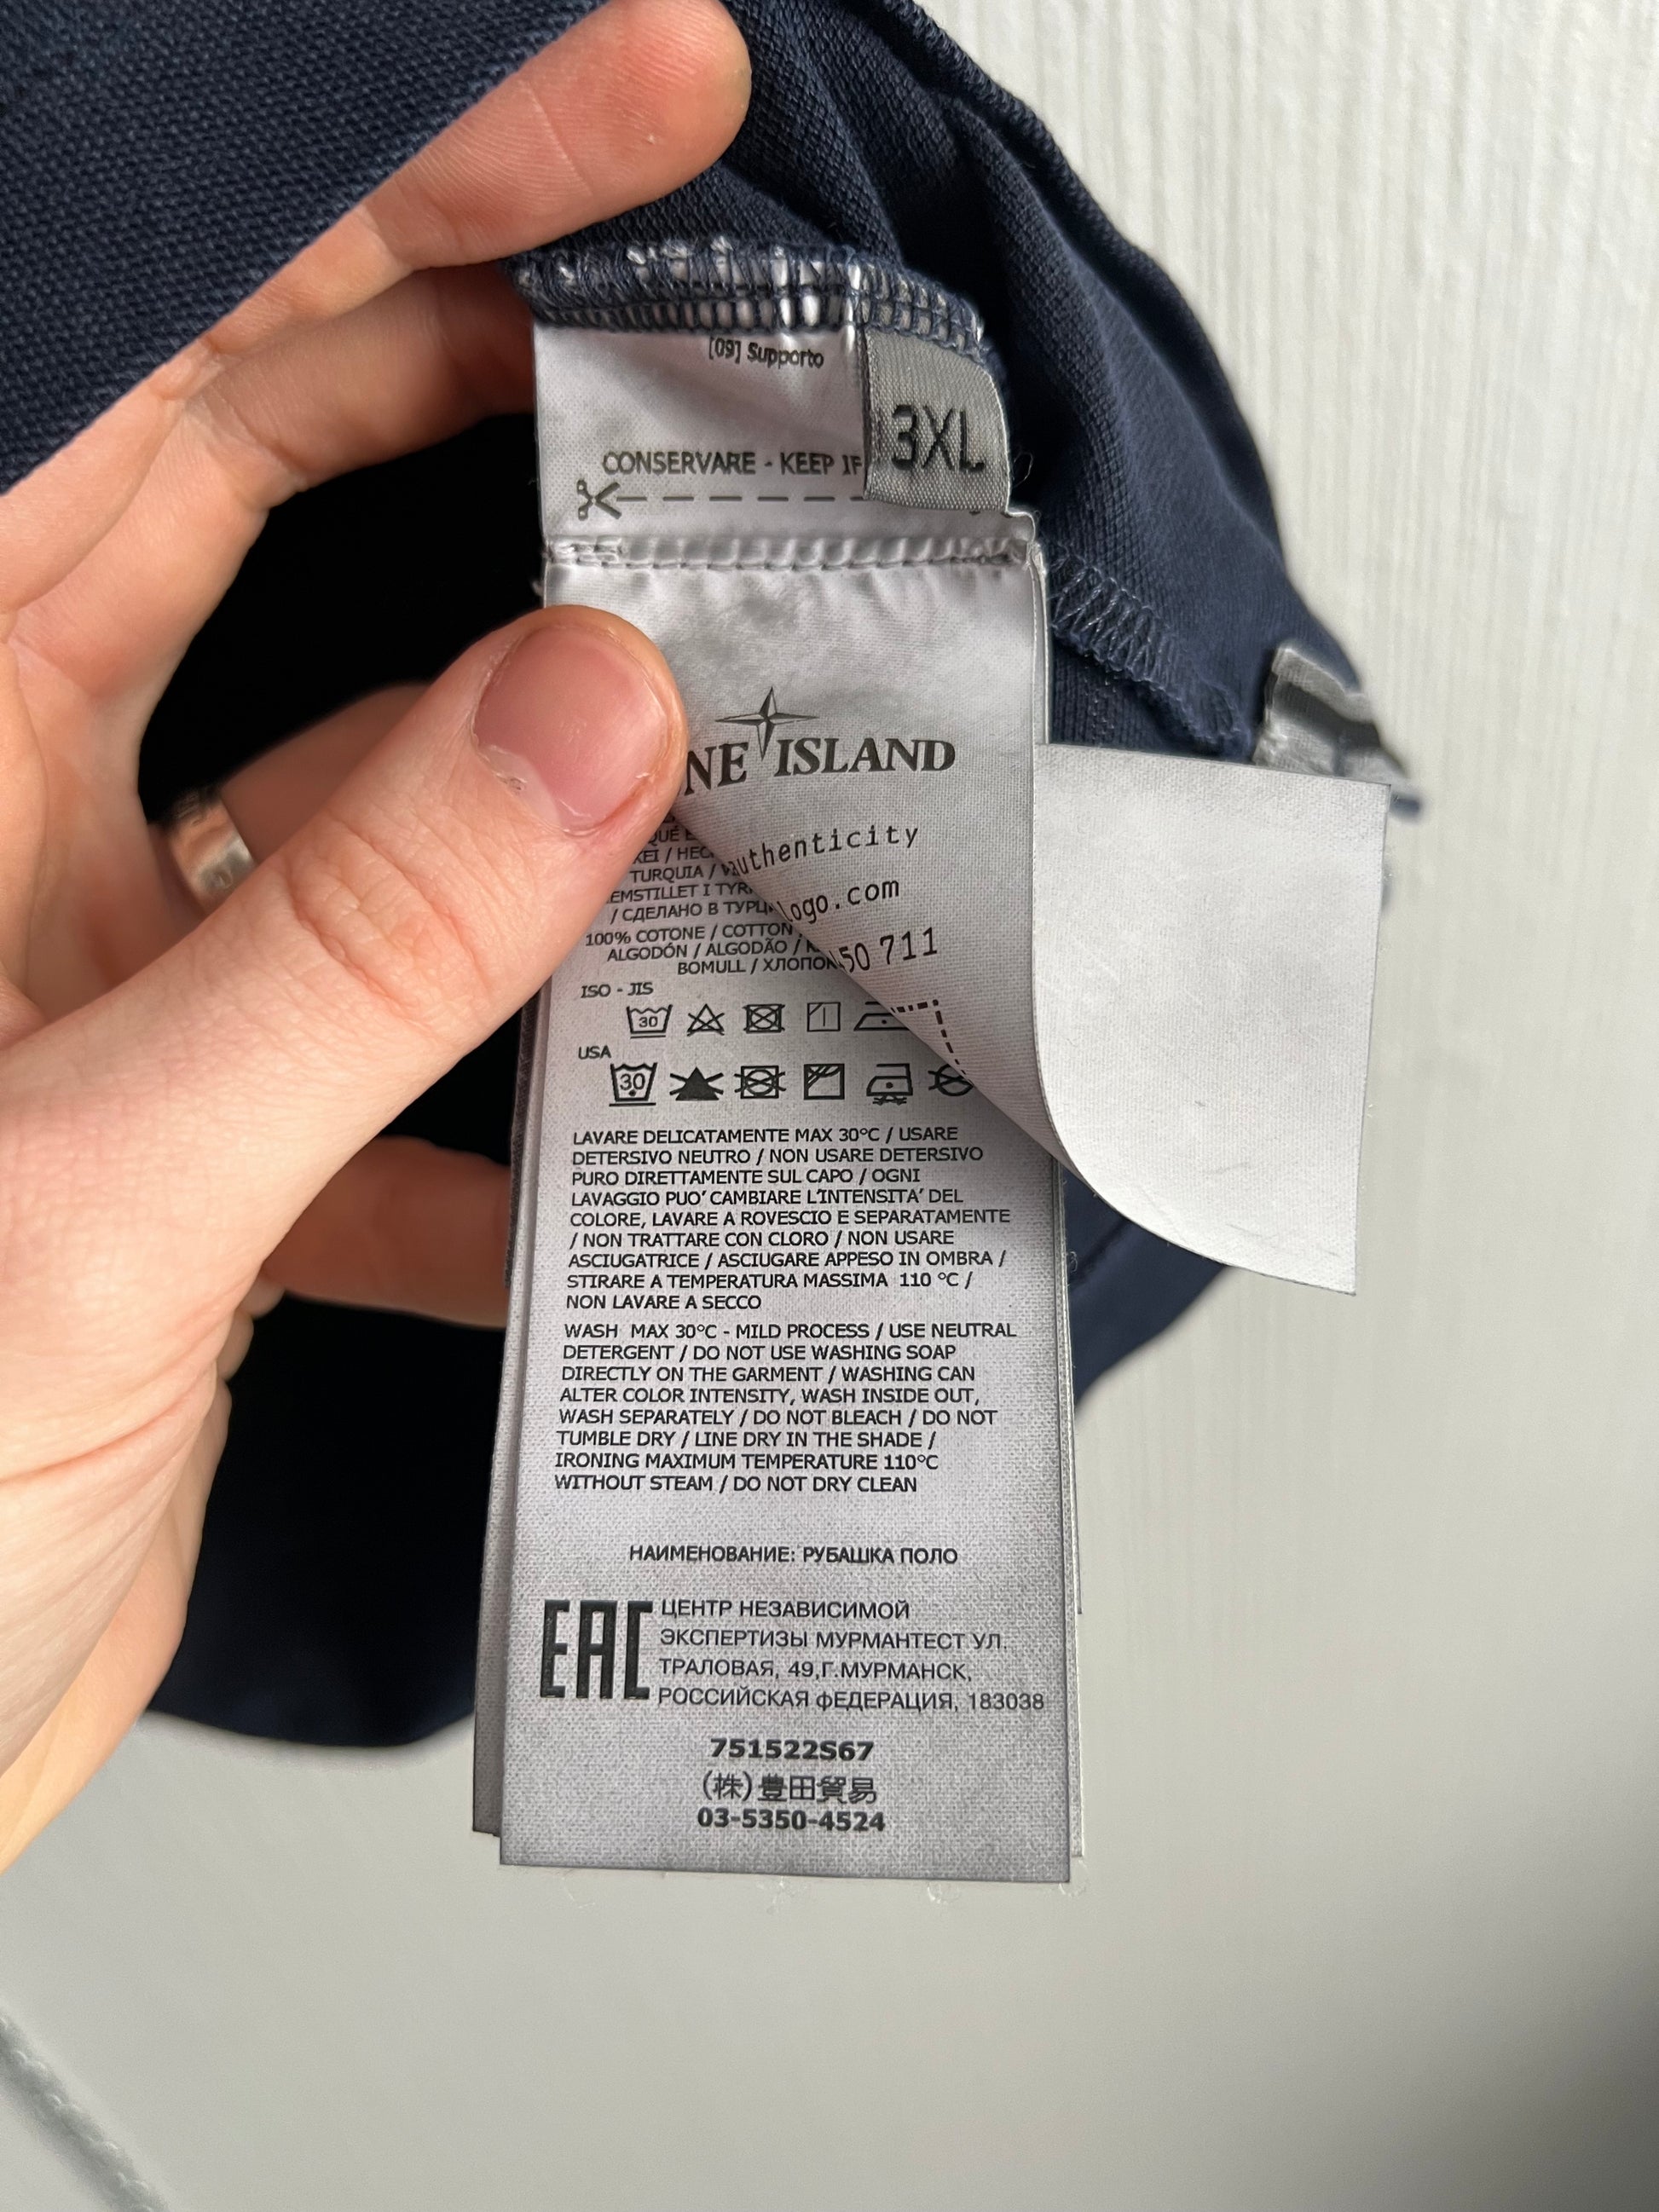 [09] Supporto
3XL
CONSERVARE - KEEP IF
NE ISLAND
authenticity
logo.com
50 711
TURQUIA /
EMSTILLET I
/ СДЕЛАНО В
100% COTONE / COTTON
ALGODÓN / ALGODÃO /
BOMULL / ХЛОПОК
ISO - JIS
30
USA
30
LAVARE DELICATAMENTE MAX 30°C / USARE
DETERSIVO NEUTRO / NON USARE DETERSIVO
PURO DIRETTAMENTE SUL CAPO / OGNI
LAVAGGIO PUO' CAMBIARE L'INTENSITA' DEL
COLORE, LAVARE A ROVESCIO E SEPARATAMENTE
/ NON TRATTARE CON CLORO / NON USARE
ASCIUGATRICE / ASCIUGARE APPESO IN OMBRA /
STIRARE A TEMPERATURA MASSIMA 110 °C /
NON LAVARE A SECCO
WASH MAX 30°C - MILD PROCESS / USE NEUTRAL
DETERGENT / DO NOT USE WASHING SOAP
DIRECTLY ON THE GARMENT / WASHING CAN
ALTER COLOR INTENSITY, WASH INSIDE OUT,
WASH SEPARATELY / DO NOT BLEACH / DO NOT
TUMBLE DRY / LINE DRY IN THE SHADE /
IRONING MAXIMUM TEMPERATURE 110°C
WITHOUT STEAM / DO NOT DRY CLEAN
НАИМЕНОВАНИЕ: РУБАШКА ПОЛО
EAC
ЦЕНТР НЕЗАВИСИМОЙ
ЭКСПЕРТИЗЫ МУРМАНТЕСТ УЛ.
ТРАЛОВАЯ, 49,Г.МУРМАНСК,
РОССИЙСКАЯ фЕДЕРАЦИЯ, 183038
751522S67
(株)豊田貿易
03-5350-4524